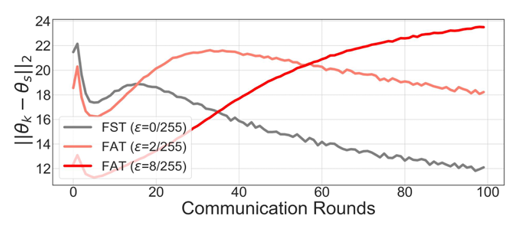 24
22
20
18
16
14
12
||θk − θs||2
FST (ε=0/255)
FAT (ε=2/255)
FAT (ε=8/255)
0 20 40 60 80 100
Communication Rounds